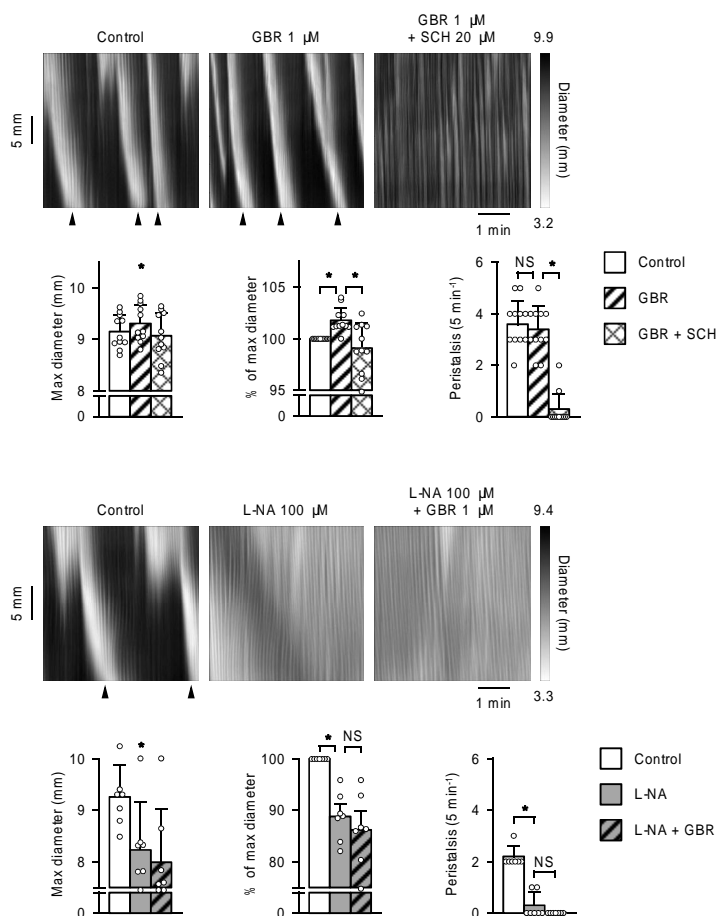 Control
GBR 1 µM
GBR 1 µM
+ SCH 20 µM
9.9
5 mm
Diameter (mm)
3.2
1 min
10
9
8
0
Max diameter (mm)
*
105
100
95
0
% of max diameter
* *
6
4
2
0
Peristalsis (5 min⁻¹)
NS *
Control
GBR
GBR + SCH
Control
L-NA 100 µM
L-NA 100 µM
+ GBR 1 µM
9.4
5 mm
Diameter (mm)
3.3
1 min
10
9
8
0
Max diameter (mm)
*
100
90
80
0
% of max diameter
* NS
6
4
2
0
Peristalsis (5 min⁻¹)
*
NS
Control
L-NA
L-NA + GBR